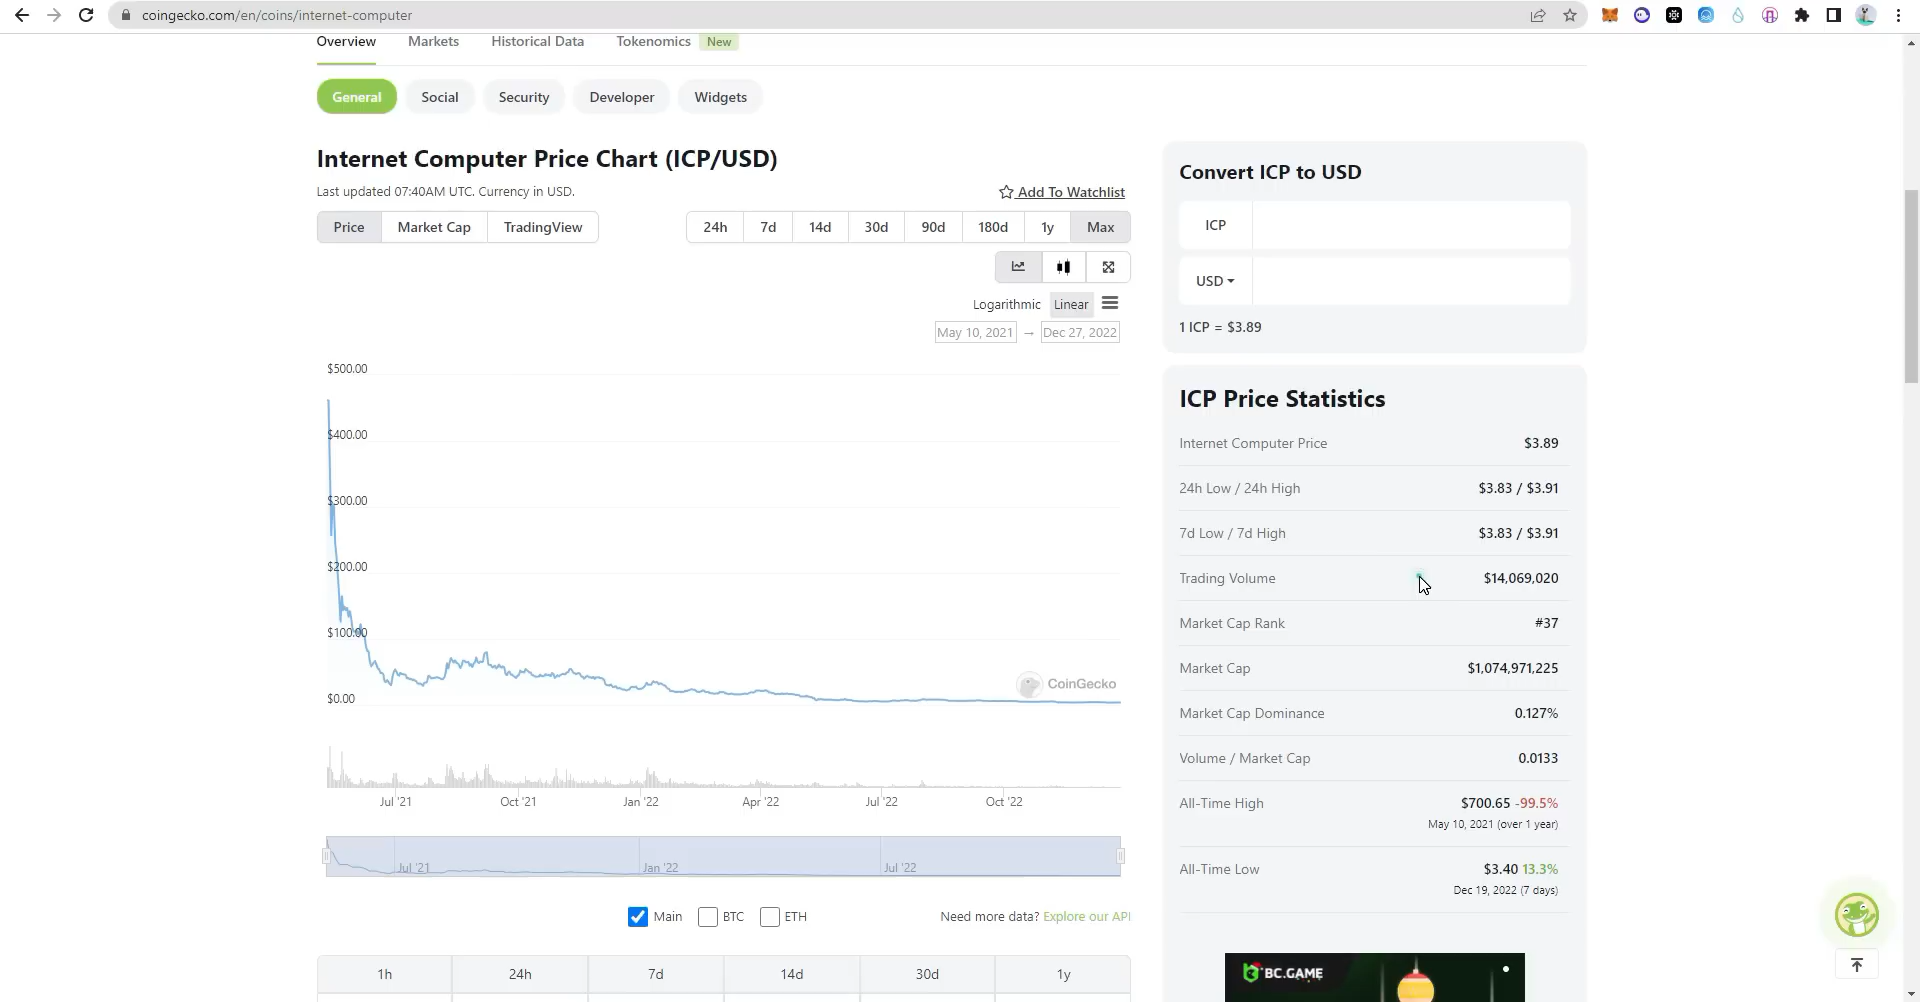 coingecko.com/en/coins/internet-computer
Overview Markets Historical Data Tokenomics New
General Social Security Developer Widgets
Internet Computer Price Chart (ICP/USD)
Last updated 07:40AM UTC. Currency in USD.
Add To Watchlist
Price Market Cap TradingView
24h 7d 14d 30d 90d 180d 1y Max
Logarithmic Linear
May 10, 2021 → Dec 27, 2022
$500.00
$400.00
$300.00
$200.00
$100.00
$0.00
CoinGecko
Jul '21 Oct '21 Jan '22 Apr '22 Jul '22 Oct '22
Jul '21 Jan '22 Jul '22
Main BTC ETH
Need more data? Explore our API
1h 24h 7d 14d 30d 1y
Convert ICP to USD
ICP
USD
1 ICP = $3.89
ICP Price Statistics
Internet Computer Price $3.89
24h Low / 24h High $3.83 / $3.91
7d Low / 7d High $3.83 / $3.91
Trading Volume $14,069,020
Market Cap Rank #37
Market Cap $1,074,971,225
Market Cap Dominance 0.127%
Volume / Market Cap 0.0133
All-Time High $700.65 -99.5%
May 10, 2021 (over 1 year)
All-Time Low $3.40 13.3%
Dec 19, 2022 (7 days)
BC.GAME